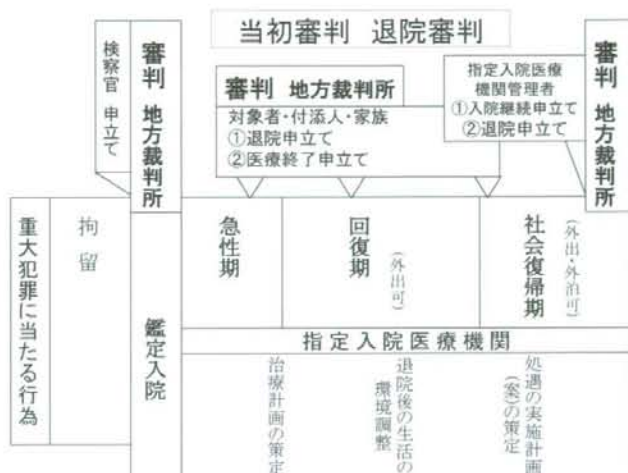 当初審判 退院審判
検察官 申立て
審判 地方裁判所
審判 地方裁判所
対象者・付添人・家族
①退院申立て
②医療終了申立て
指定入院医療
機関管理者
①入院継続申立て
②退院申立て
審判 地方裁判所
重大犯罪に当たる行為
拘留
鑑定入院
急性期
回復期
(外出可)
社会復帰期
(外出・外泊可)
指定入院医療機関
治療計画の策定
退院後の生活の
環境調整
処遇の実施計画
(案)の策定